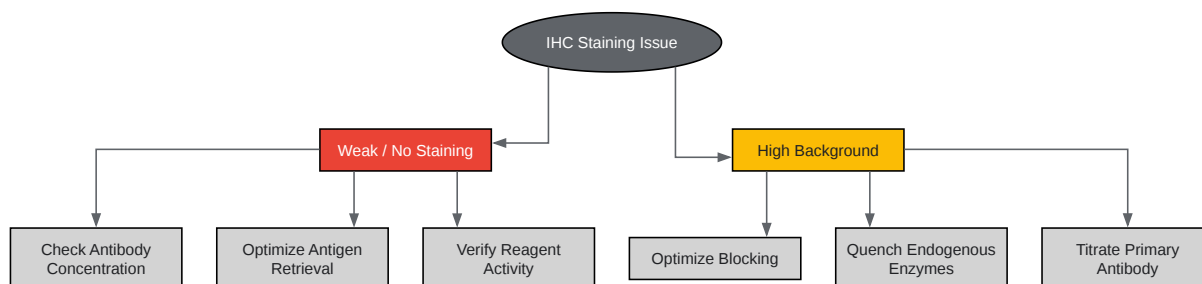 IHC Staining Issue
Weak / No Staining
High Background
Check Antibody
Concentration
Optimize Antigen
Retrieval
Verify Reagent
Activity
Optimize Blocking
Quench Endogenous
Enzymes
Titrate Primary
Antibody